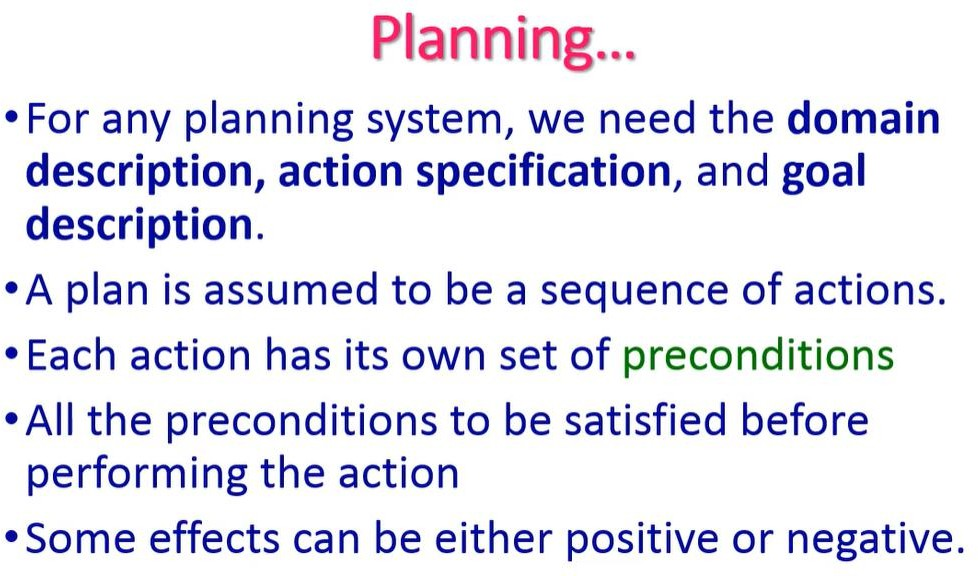 Planning...
• For any planning system, we need the domain
description, action specification, and goal
description.
• A plan is assumed to be a sequence of actions.
• Each action has its own set of preconditions
• All the preconditions to be satisfied before
performing the action
• Some effects can be either positive or negative.